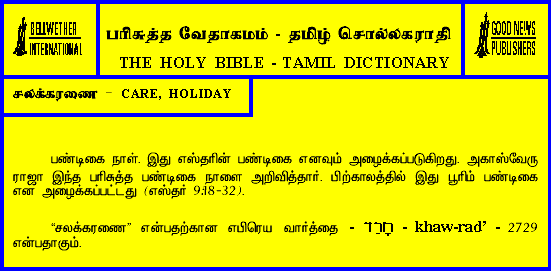 BELLWETHER
INTERNATIONAL
பரிசுத்த வேதாகமம் - தமிழ் சொல்லகராதி
THE HOLY BIBLE - TAMIL DICTIONARY
GOOD NEWS
PUBLISHERS
சலக்கரணை - CARE, HOLIDAY
பண்டிகை நாள். இது எஸ்தரின் பண்டிகை எனவும் அழைக்கப்படுகிறது. அகாஸ்வேரு
ராஜா இந்த பரிசுத்த பண்டிகை நாளை அறிவித்தார். பிற்காலத்தில் இது பூரிம் பண்டிகை
என அழைக்கப்பட்டது (எஸ்தர் 9:18-32).
“சலக்கரணை” என்பதற்கான எபிரெய வார்த்தை - חָרַד - khaw-rad’ - 2729
என்பதாகும்.